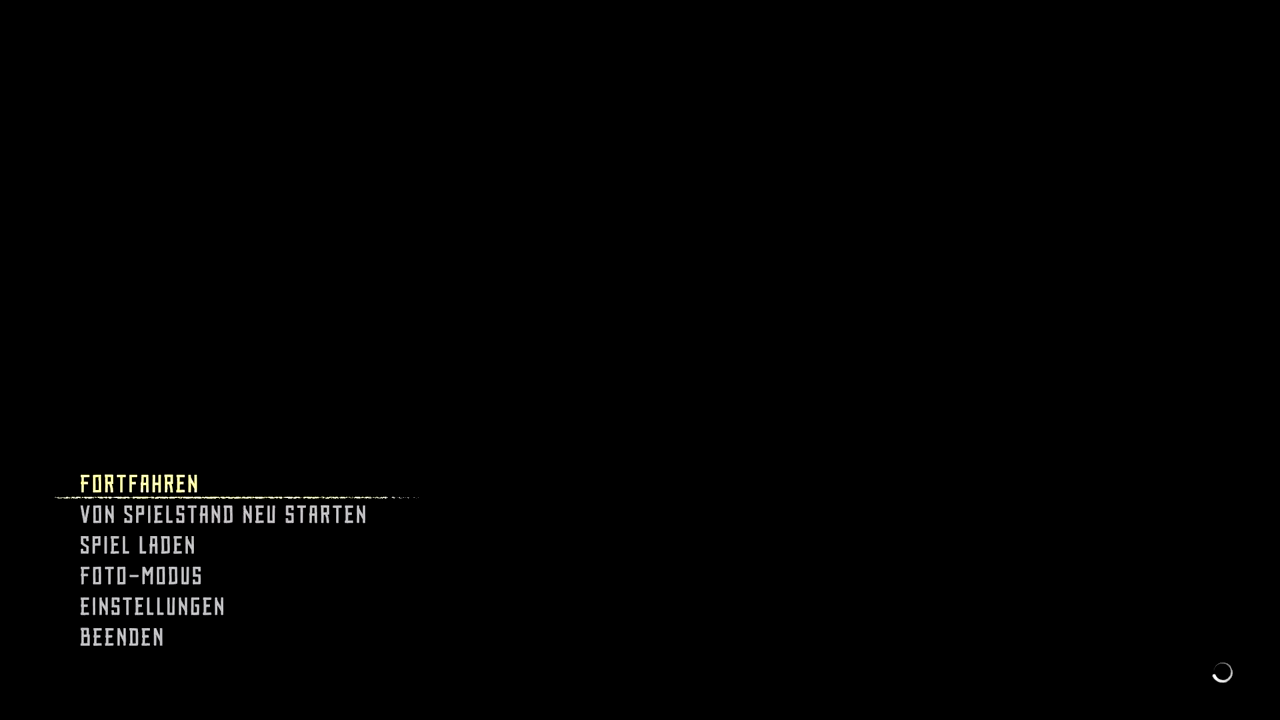 FORTFAHREN
VON SPIELSTAND NEU STARTEN
SPIEL LADEN
FOTO-MODUS
EINSTELLUNGEN
BEENDEN